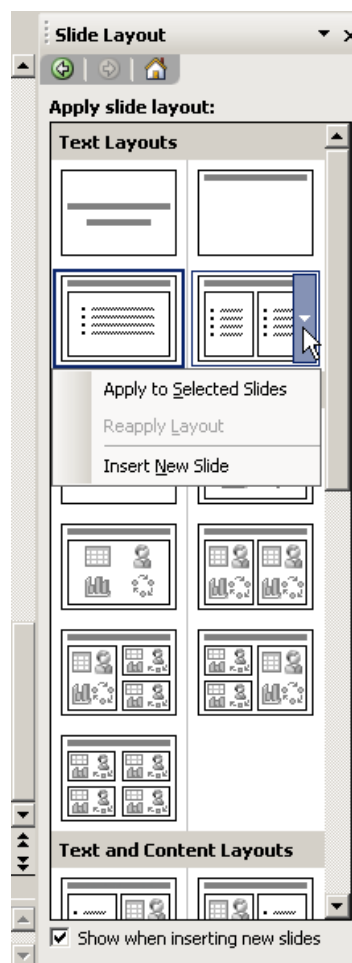 Slide Layout
Apply slide layout:
Text Layouts
Apply to Selected Slides
Reapply Layout
Insert New Slide
Text and Content Layouts
Show when inserting new slides